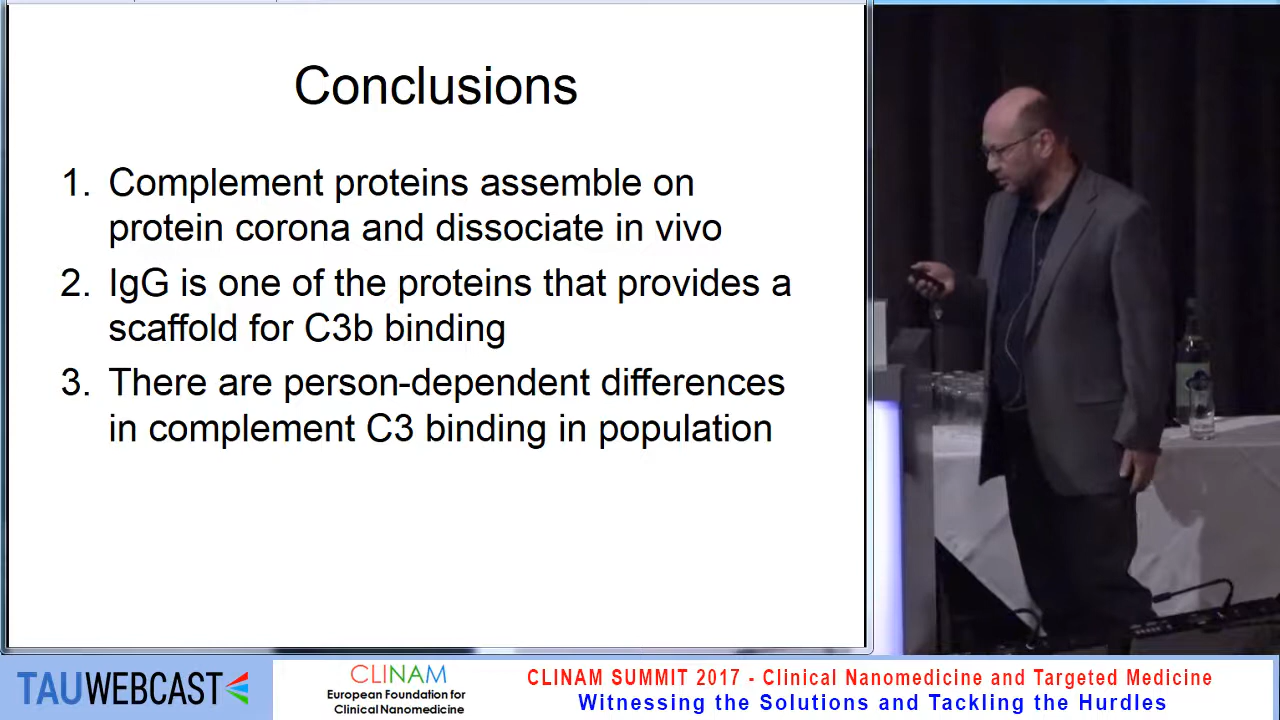 Conclusions
1. Complement proteins assemble on
protein corona and dissociate in vivo
2. IgG is one of the proteins that provides a
scaffold for C3b binding
3. There are person-dependent differences
in complement C3 binding in population
TAUWEBCAST
CLINAM
European Foundation for
Clinical Nanomedicine
CLINAM SUMMIT 2017 - Clinical Nanomedicine and Targeted Medicine
Witnessing the Solutions and Tackling the Hurdles